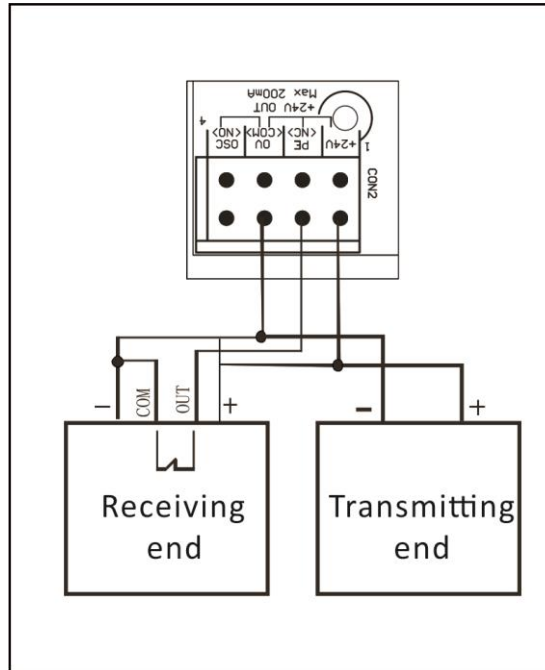 CON2
1 +24V PE 0V OSC
<NC> <COM> <NO>
4
+24V OUT
Max 200mA
− COM OUT +
Receiving
end
- +
Transmitting
end